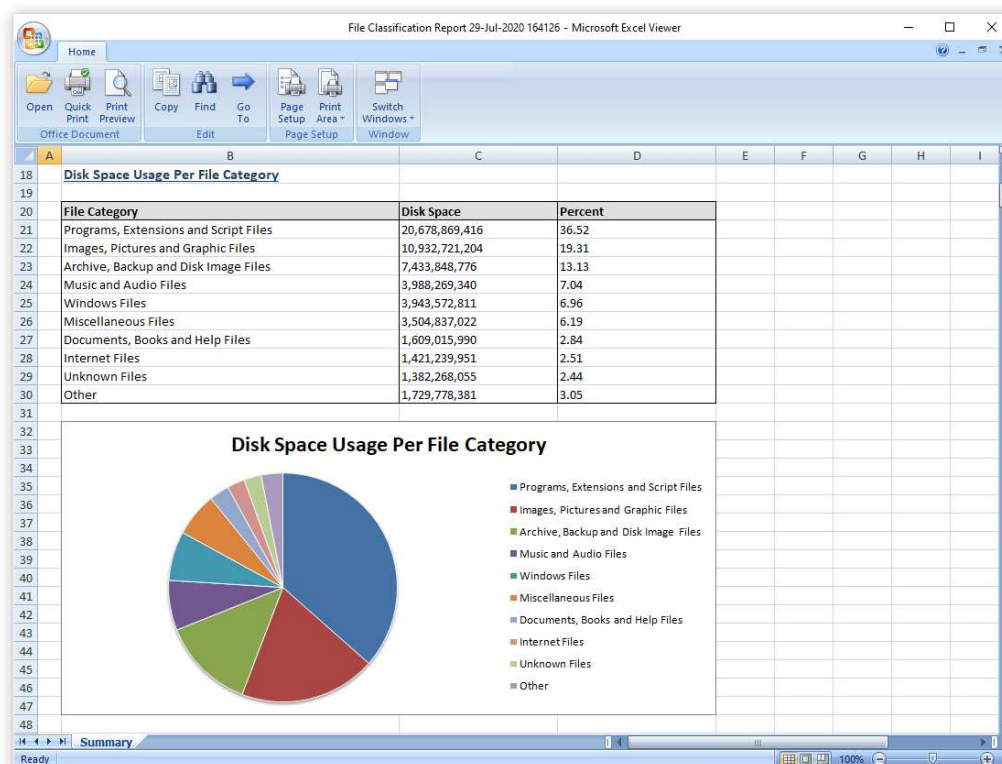 File Classification Report 29-Jul-2020 164126 - Microsoft Excel Viewer
Home
Open Quick Print Print Preview Copy Find Go To Page Setup Print Area Switch Windows
Office Document Edit Page Setup Window
A B C D E F G H I
18 Disk Space Usage Per File Category
19
20 File Category Disk Space Percent
21 Programs, Extensions and Script Files 20,678,869,416 36.52
22 Images, Pictures and Graphic Files 10,932,721,204 19.31
23 Archive, Backup and Disk Image Files 7,433,848,776 13.13
24 Music and Audio Files 3,988,269,340 7.04
25 Windows Files 3,943,572,811 6.96
26 Miscellaneous Files 3,504,837,022 6.19
27 Documents, Books and Help Files 1,609,015,990 2.84
28 Internet Files 1,421,239,951 2.51
29 Unknown Files 1,382,268,055 2.44
30 Other 1,729,778,381 3.05
31
32
33 Disk Space Usage Per File Category
34
35 Programs, Extensions and Script Files
36 Images, Pictures and Graphic Files
37 Archive, Backup and Disk Image Files
38
39 Music and Audio Files
40 Windows Files
41 Miscellaneous Files
42 Documents, Books and Help Files
43
44 Internet Files
45 Unknown Files
46 Other
47
48
Summary
Ready 100%